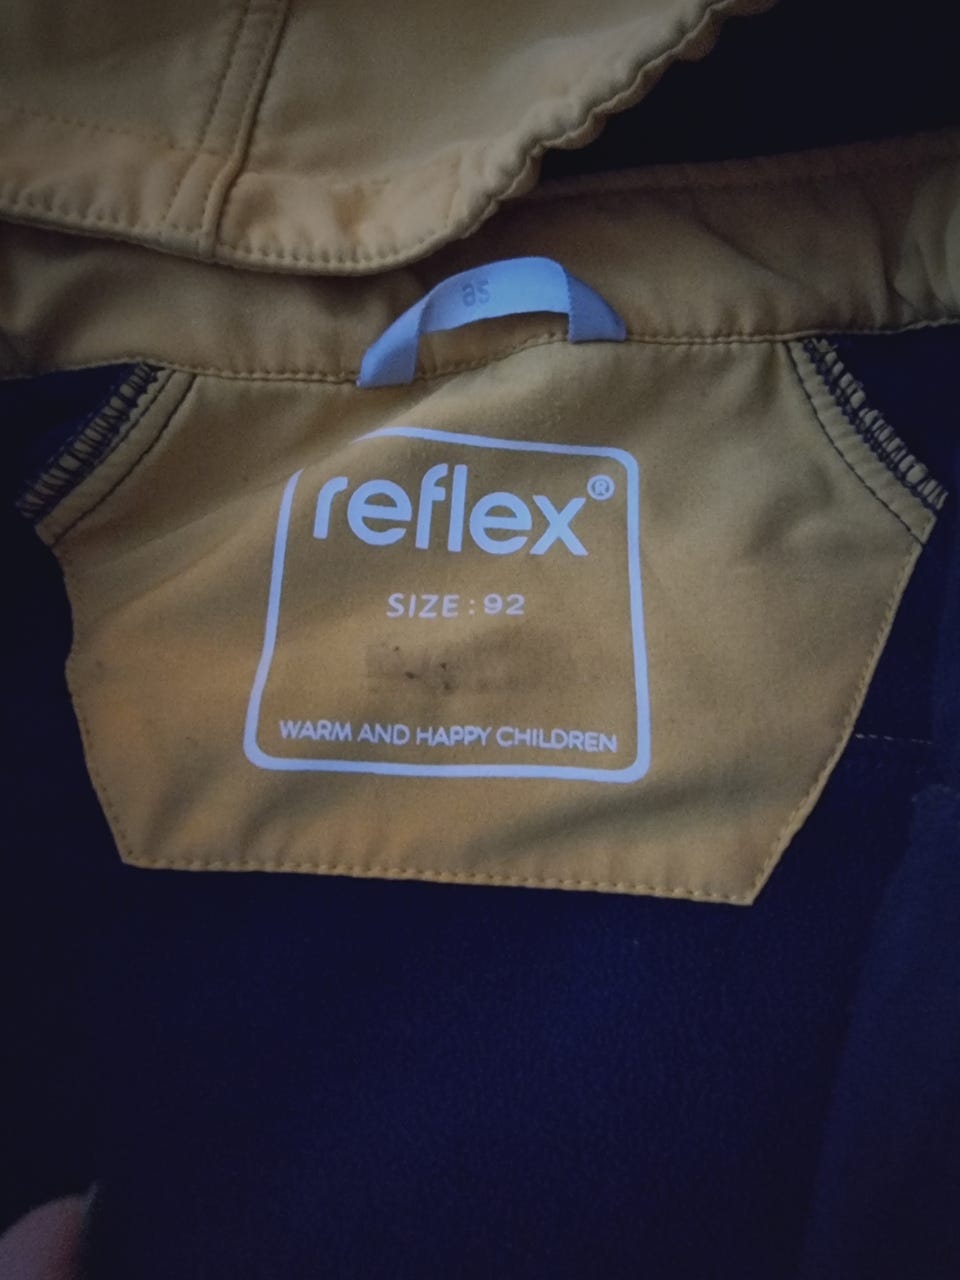 reflex®
SIZE : 92
WARM AND HAPPY CHILDREN